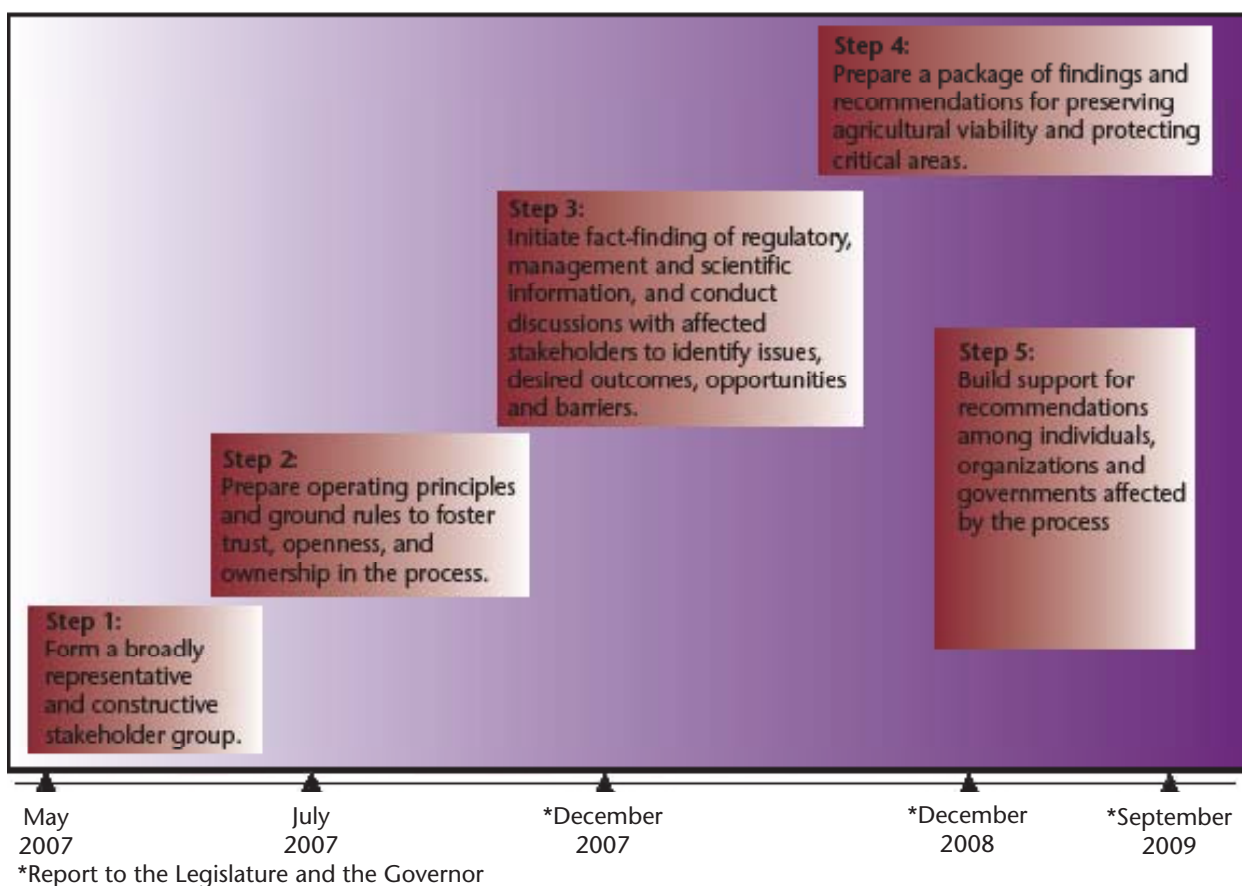 Step 4:
Prepare a package of findings and
recommendations for preserving
agricultural viability and protecting
critical areas.
Step 3:
Initiate fact-finding of regulatory,
management and scientific
information, and conduct
discussions with affected
stakeholders to identify issues,
desired outcomes, opportunities
and barriers.
Step 5:
Build support for
recommendations
among individuals,
organizations and
governments affected
by the process
Step 2:
Prepare operating principles
and ground rules to foster
trust, openness, and
ownership in the process.
Step 1:
Form a broadly
representative
and constructive
stakeholder group.
May
2007
July
2007
*December
2007
*December
2008
*September
2009
*Report to the Legislature and the Governor